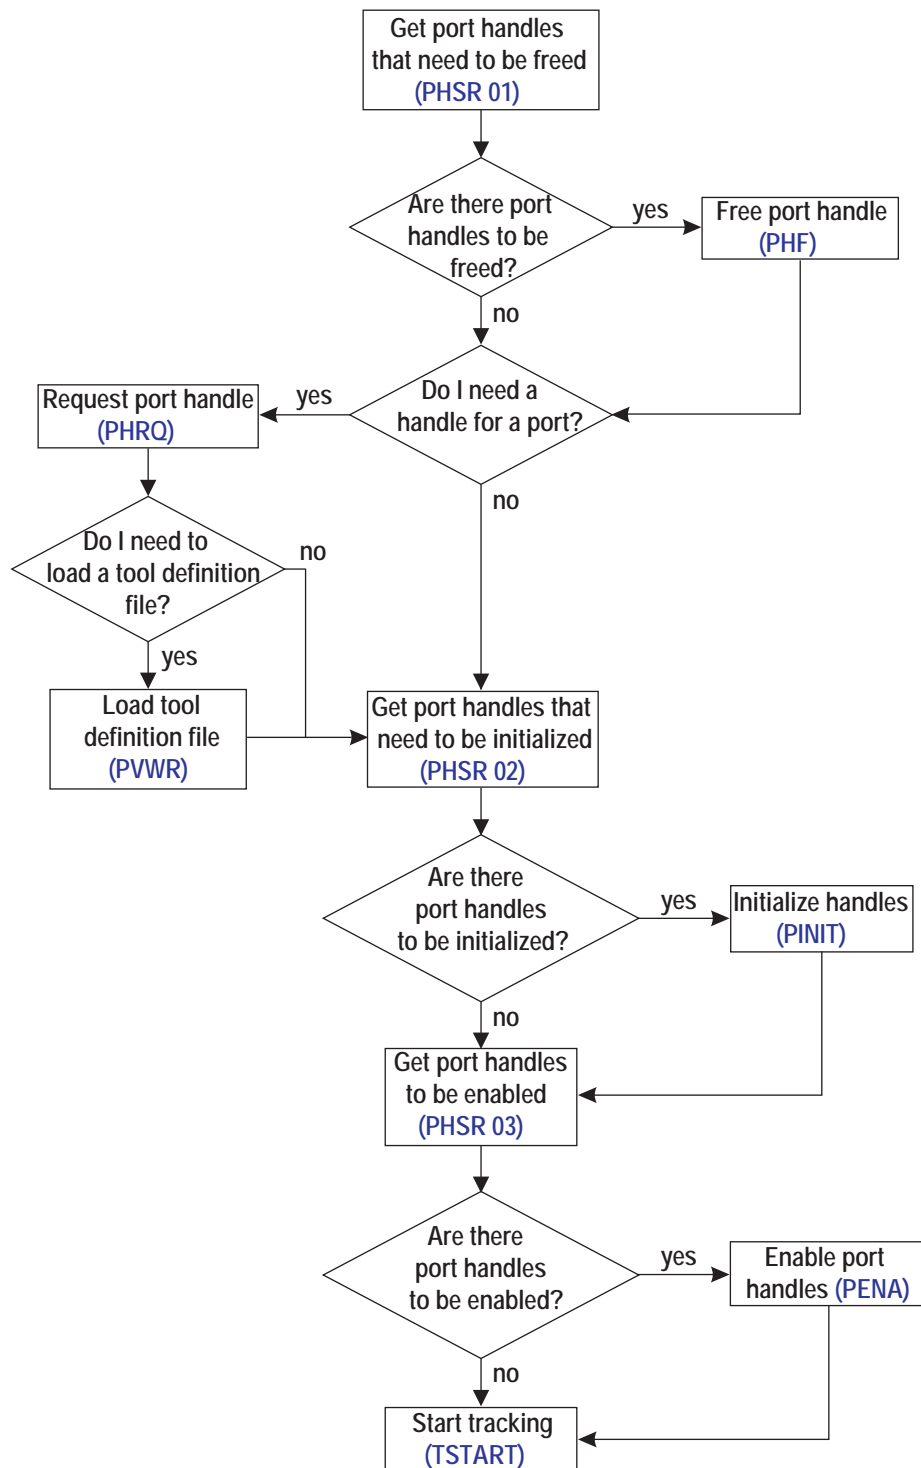 Get port handles
that need to be freed
(PHSR 01)
Are there port
handles to be
freed?
yes
Free port handle
(PHF)
no
Do I need a
handle for a port?
yes
Request port handle
(PHRQ)
no
Do I need to
load a tool definition
file?
no
yes
Load tool
definition file
(PVWR)
Get port handles that
need to be initialized
(PHSR 02)
Are there
port handles
to be initialized?
yes
Initialize handles
(PINIT)
no
Get port handles
to be enabled
(PHSR 03)
Are there
port handles
to be enabled?
yes
Enable port
handles (PENA)
no
Start tracking
(TSTART)